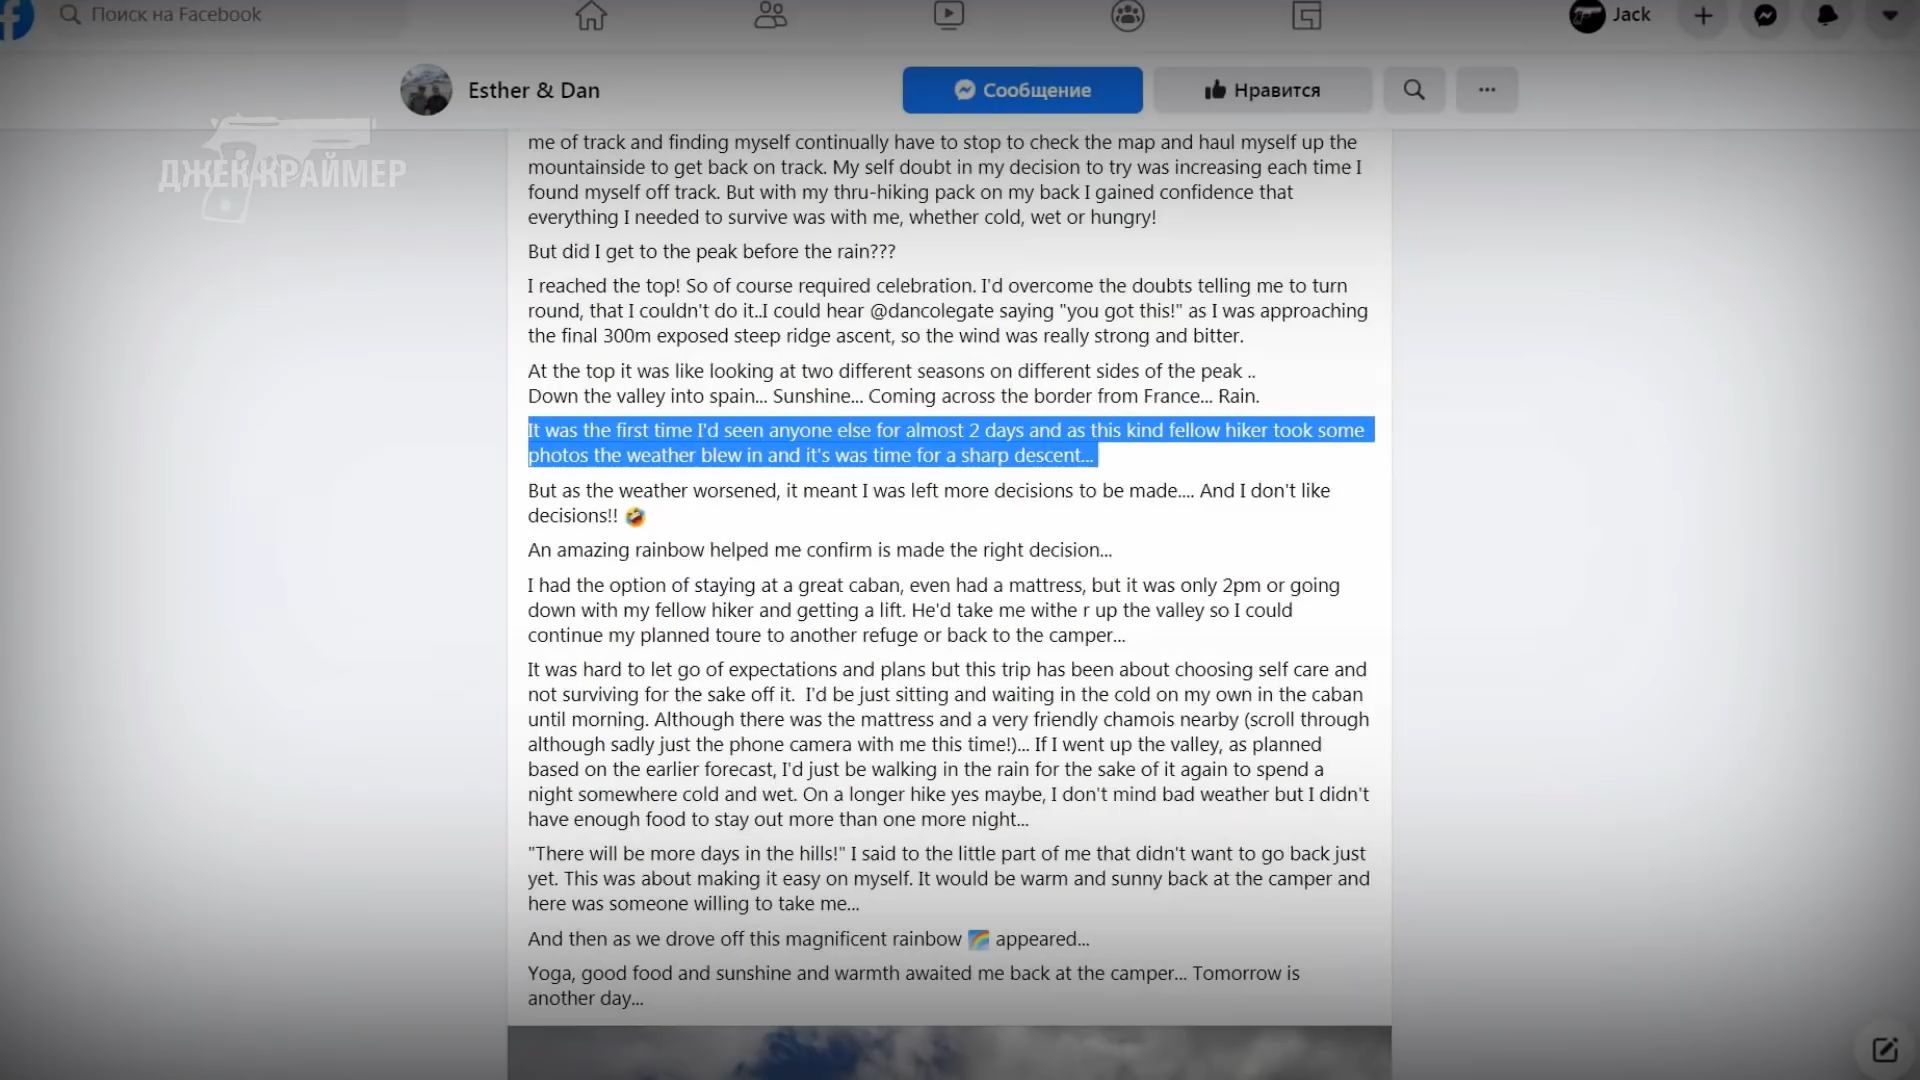 Поиск на Facebook
Jack
Esther & Dan
Сообщение
Нравится
ДЖЕК КРАЙМЕР
me of track and finding myself continually have to stop to check the map and haul myself up the
mountainside to get back on track. My self doubt in my decision to try was increasing each time I
found myself off track. But with my thru-hiking pack on my back I gained confidence that
everything I needed to survive was with me, whether cold, wet or hungry!
But did I get to the peak before the rain???
I reached the top! So of course required celebration. I'd overcome the doubts telling me to turn
round, that I couldn't do it..I could hear @dancolegate saying "you got this!" as I was approaching
the final 300m exposed steep ridge ascent, so the wind was really strong and bitter.
At the top it was like looking at two different seasons on different sides of the peak ..
Down the valley into spain... Sunshine... Coming across the border from France... Rain.
It was the first time I'd seen anyone else for almost 2 days and as this kind fellow hiker took some
photos the weather blew in and it's was time for a sharp descent...
But as the weather worsened, it meant I was left more decisions to be made.... And I don't like
decisions!! 🤣
An amazing rainbow helped me confirm is made the right decision...
I had the option of staying at a great caban, even had a mattress, but it was only 2pm or going
down with my fellow hiker and getting a lift. He'd take me withe r up the valley so I could
continue my planned toure to another refuge or back to the camper...
It was hard to let go of expectations and plans but this trip has been about choosing self care and
not surviving for the sake off it.  I'd be just sitting and waiting in the cold on my own in the caban
until morning. Although there was the mattress and a very friendly chamois nearby (scroll through
although sadly just the phone camera with me this time!)... If I went up the valley, as planned
based on the earlier forecast, I'd just be walking in the rain for the sake of it again to spend a
night somewhere cold and wet. On a longer hike yes maybe, I don't mind bad weather but I didn't
have enough food to stay out more than one more night...
"There will be more days in the hills!" I said to the little part of me that didn't want to go back just
yet. This was about making it easy on myself. It would be warm and sunny back at the camper and
here was someone willing to take me...
And then as we drove off this magnificent rainbow 🌈 appeared...
Yoga, good food and sunshine and warmth awaited me back at the camper... Tomorrow is
another day...